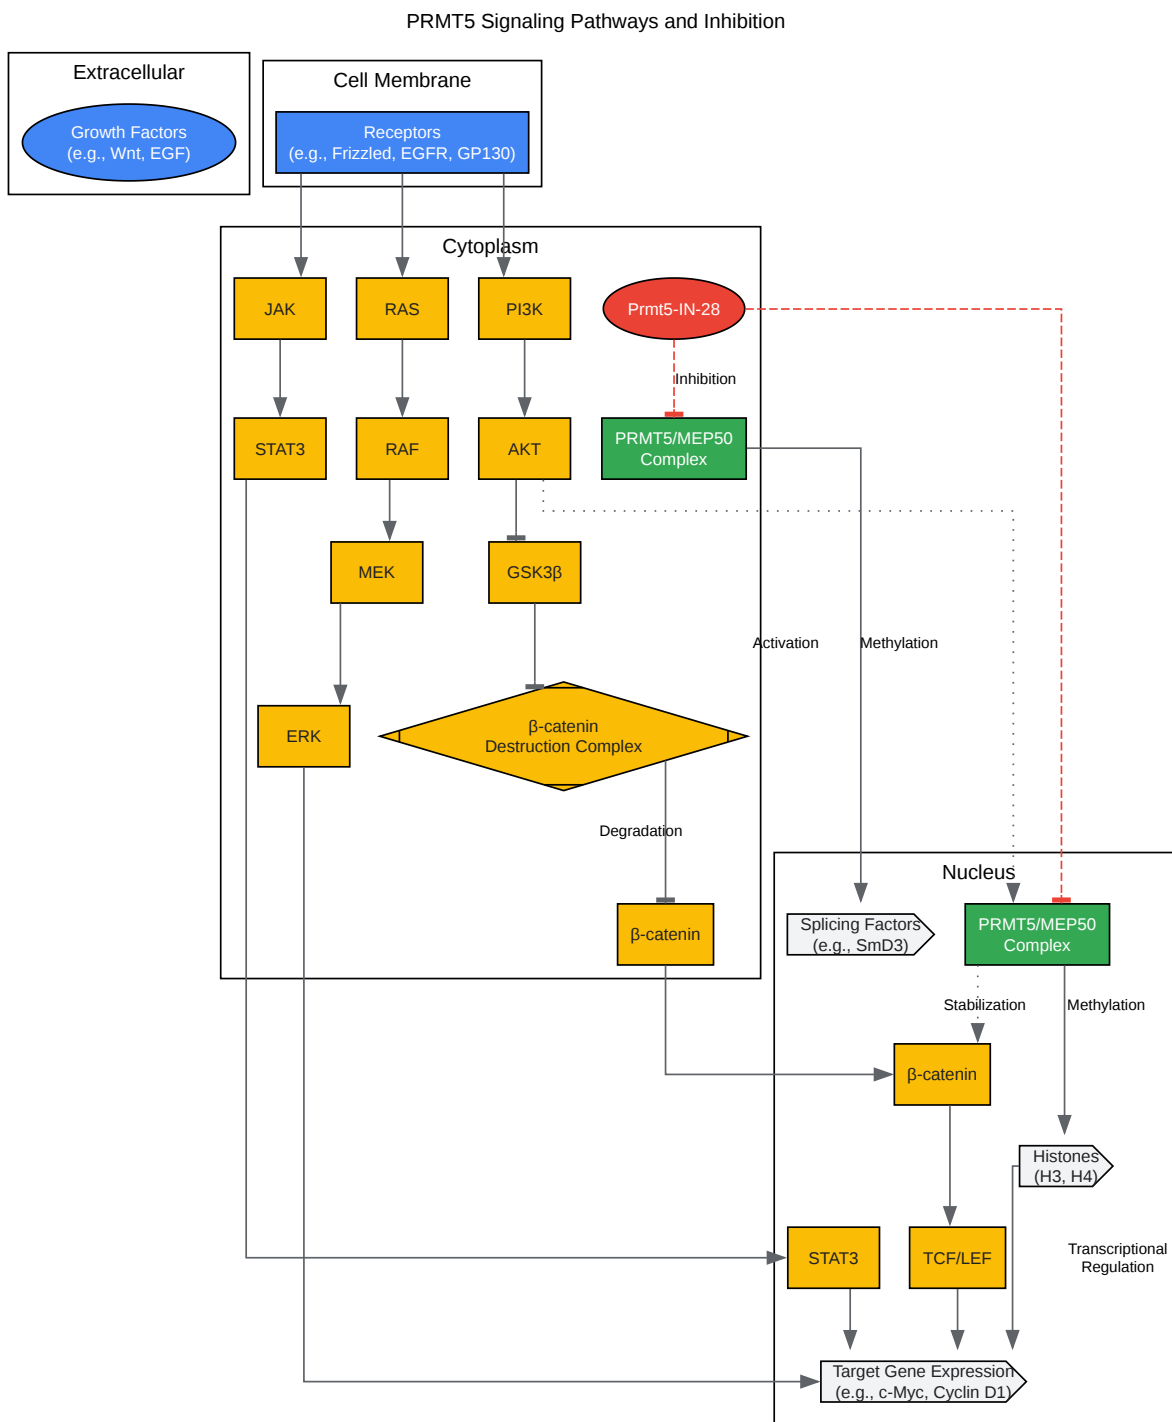 PRMT5 Signaling Pathways and Inhibition
Extracellular
Growth Factors
(e.g., Wnt, EGF)
Cell Membrane
Receptors
(e.g., Frizzled, EGFR, GP130)
Cytoplasm
JAK
RAS
PI3K
Prmt5-IN-28
Inhibition
STAT3
RAF
AKT
PRMT5/MEP50
Complex
MEK
GSK3β
Activation
Methylation
ERK
β-catenin
Destruction Complex
Degradation
β-catenin
Nucleus
Splicing Factors
(e.g., SmD3)
PRMT5/MEP50
Complex
Stabilization
Methylation
β-catenin
Histones
(H3, H4)
STAT3
TCF/LEF
Transcriptional
Regulation
Target Gene Expression
(e.g., c-Myc, Cyclin D1)